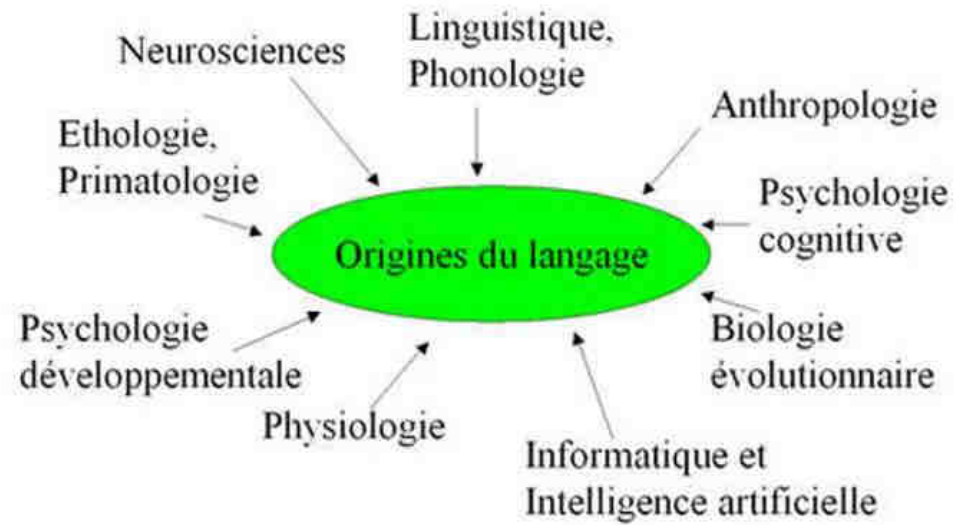 Neurosciences
Linguistique,
Phonologie
Anthropologie
Ethologie,
Primatologie
Psychologie
cognitive
Origines du langage
Psychologie
développementale
Biologie
évolutionnaire
Physiologie
Informatique et
Intelligence artificielle